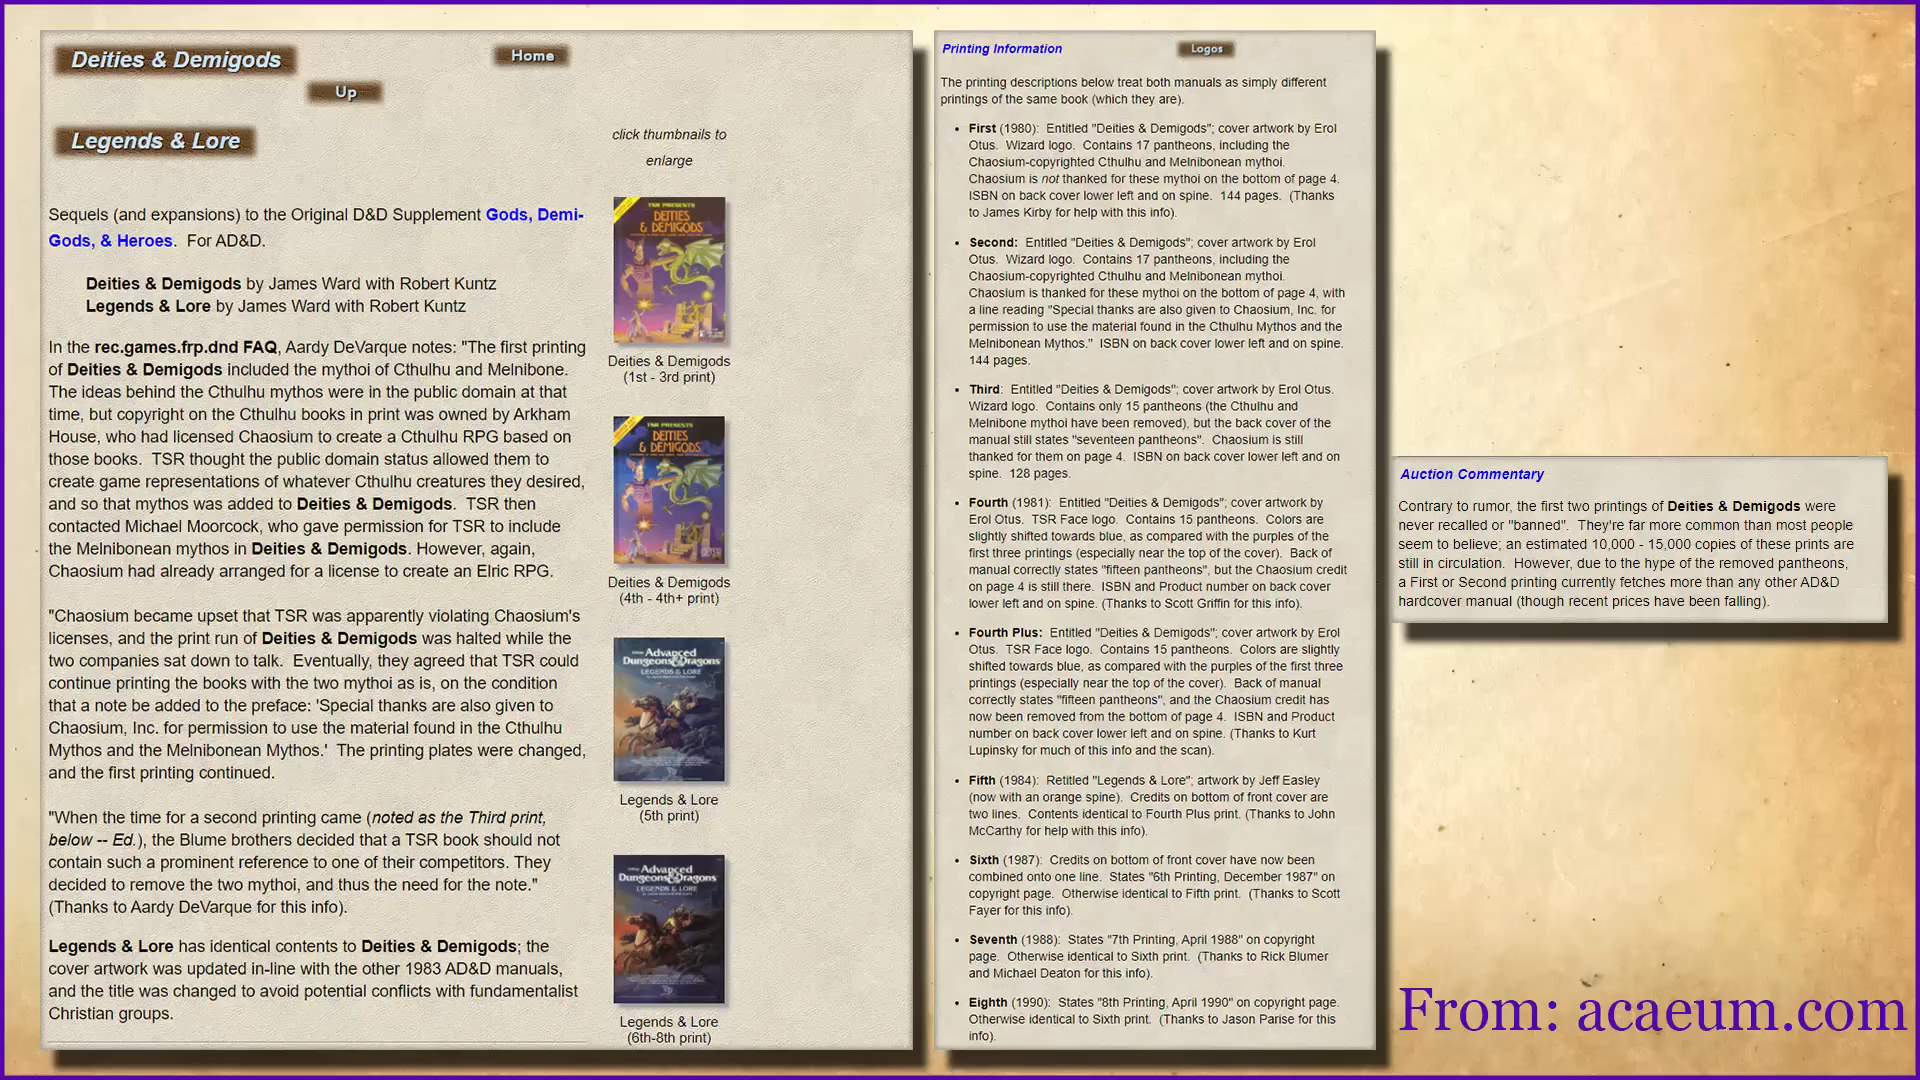 Deities & Demigods
Home
Up
Legends & Lore
click thumbnails to
enlarge
Sequels (and expansions) to the Original D&D Supplement Gods, Demi-
Gods, & Heroes.  For AD&D.
Deities & Demigods by James Ward with Robert Kuntz
Legends & Lore by James Ward with Robert Kuntz
In the rec.games.frp.dnd FAQ, Aardy DeVarque notes: "The first printing
of Deities & Demigods included the mythoi of Cthulhu and Melnibone.
The ideas behind the Cthulhu mythos were in the public domain at that
time, but copyright on the Cthulhu books in print was owned by Arkham
House, who had licensed Chaosium to create a Cthulhu RPG based on
those books.  TSR thought the public domain status allowed them to
create game representations of whatever Cthulhu creatures they desired,
and so that mythos was added to Deities & Demigods.  TSR then
contacted Michael Moorcock, who gave permission for TSR to include
the Melnibonean mythos in Deities & Demigods. However, again,
Chaosium had already arranged for a license to create an Elric RPG.
"Chaosium became upset that TSR was apparently violating Chaosium's
licenses, and the print run of Deities & Demigods was halted while the
two companies sat down to talk.  Eventually, they agreed that TSR could
continue printing the books with the two mythoi as is, on the condition
that a note be added to the preface: 'Special thanks are also given to
Chaosium, Inc. for permission to use the material found in the Cthulhu
Mythos and the Melnibonean Mythos.'  The printing plates were changed,
and the first printing continued.
"When the time for a second printing came (noted as the Third print,
below -- Ed.), the Blume brothers decided that a TSR book should not
contain such a prominent reference to one of their competitors. They
decided to remove the two mythoi, and thus the need for the note."
(Thanks to Aardy DeVarque for this info).
Legends & Lore has identical contents to Deities & Demigods; the
cover artwork was updated in-line with the other 1983 AD&D manuals,
and the title was changed to avoid potential conflicts with fundamentalist
Christian groups.
TSR PRESENTS
DEITIES
& DEMIGODS
Deities & Demigods
(1st - 3rd print)
TSR PRESENTS
DEITIES
& DEMIGODS
Deities & Demigods
(4th - 4th+ print)
Advanced
Dungeons & Dragons
LEGENDS & LORE
Legends & Lore
(5th print)
Advanced
Dungeons & Dragons
LEGENDS & LORE
Legends & Lore
(6th-8th print)
Printing Information
Logos
The printing descriptions below treat both manuals as simply different
printings of the same book (which they are).
• First (1980):  Entitled "Deities & Demigods"; cover artwork by Erol
Otus.  Wizard logo.  Contains 17 pantheons, including the
Chaosium-copyrighted Cthulhu and Melnibonean mythoi.
Chaosium is not thanked for these mythoi on the bottom of page 4.
ISBN on back cover lower left and on spine.  144 pages.  (Thanks
to James Kirby for help with this info).
• Second:  Entitled "Deities & Demigods"; cover artwork by Erol
Otus.  Wizard logo.  Contains 17 pantheons, including the
Chaosium-copyrighted Cthulhu and Melnibonean mythoi.
Chaosium is thanked for these mythoi on the bottom of page 4, with
a line reading "Special thanks are also given to Chaosium, Inc. for
permission to use the material found in the Cthulhu Mythos and the
Melnibonean Mythos."  ISBN on back cover lower left and on spine.
144 pages.
• Third:  Entitled "Deities & Demigods"; cover artwork by Erol Otus.
Wizard logo.  Contains only 15 pantheons (the Cthulhu and
Melnibone mythoi have been removed), but the back cover of the
manual still states "seventeen pantheons".  Chaosium is still
thanked for them on page 4.  ISBN on back cover lower left and on
spine.  128 pages.
• Fourth (1981):  Entitled "Deities & Demigods"; cover artwork by
Erol Otus.  TSR Face logo.  Contains 15 pantheons.  Colors are
slightly shifted towards blue, as compared with the purples of the
first three printings (especially near the top of the cover).  Back of
manual correctly states "fifteen pantheons", but the Chaosium credit
on page 4 is still there.  ISBN and Product number on back cover
lower left and on spine. (Thanks to Scott Griffin for this info).
• Fourth Plus:  Entitled "Deities & Demigods"; cover artwork by Erol
Otus.  TSR Face logo.  Contains 15 pantheons.  Colors are slightly
shifted towards blue, as compared with the purples of the first three
printings (especially near the top of the cover).  Back of manual
correctly states "fifteen pantheons", and the Chaosium credit has
now been removed from the bottom of page 4.  ISBN and Product
number on back cover lower left and on spine. (Thanks to Kurt
Lupinsky for much of this info and the scan).
• Fifth (1984):  Retitled "Legends & Lore"; artwork by Jeff Easley
(now with an orange spine).  Credits on bottom of front cover are
two lines.  Contents identical to Fourth Plus print. (Thanks to John
McCarthy for help with this info).
• Sixth (1987):  Credits on bottom of front cover have now been
combined onto one line.  States "6th Printing, December 1987" on
copyright page.  Otherwise identical to Fifth print.  (Thanks to Scott
Fayer for this info).
• Seventh (1988):  States "7th Printing, April 1988" on copyright
page.  Otherwise identical to Sixth print.  (Thanks to Rick Blumer
and Michael Deaton for this info).
• Eighth (1990):  States "8th Printing, April 1990" on copyright page.
Otherwise identical to Sixth print.  (Thanks to Jason Parise for this
info).
Auction Commentary
Contrary to rumor, the first two printings of Deities & Demigods were
never recalled or "banned".  They're far more common than most people
seem to believe; an estimated 10,000 - 15,000 copies of these prints are
still in circulation.  However, due to the hype of the removed pantheons,
a First or Second printing currently fetches more than any other AD&D
hardcover manual (though recent prices have been falling).
From: acaeum.com